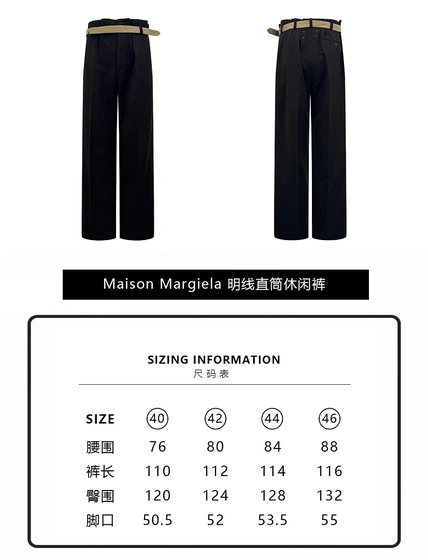 Maison Margiela 明线直筒休闲裤
SIZING INFORMATION
尺码表
SIZE 40 42 44 46
腰围 76 80 84 88
裤长 110 112 114 116
臀围 120 124 128 132
脚口 50.5 52 53.5 55